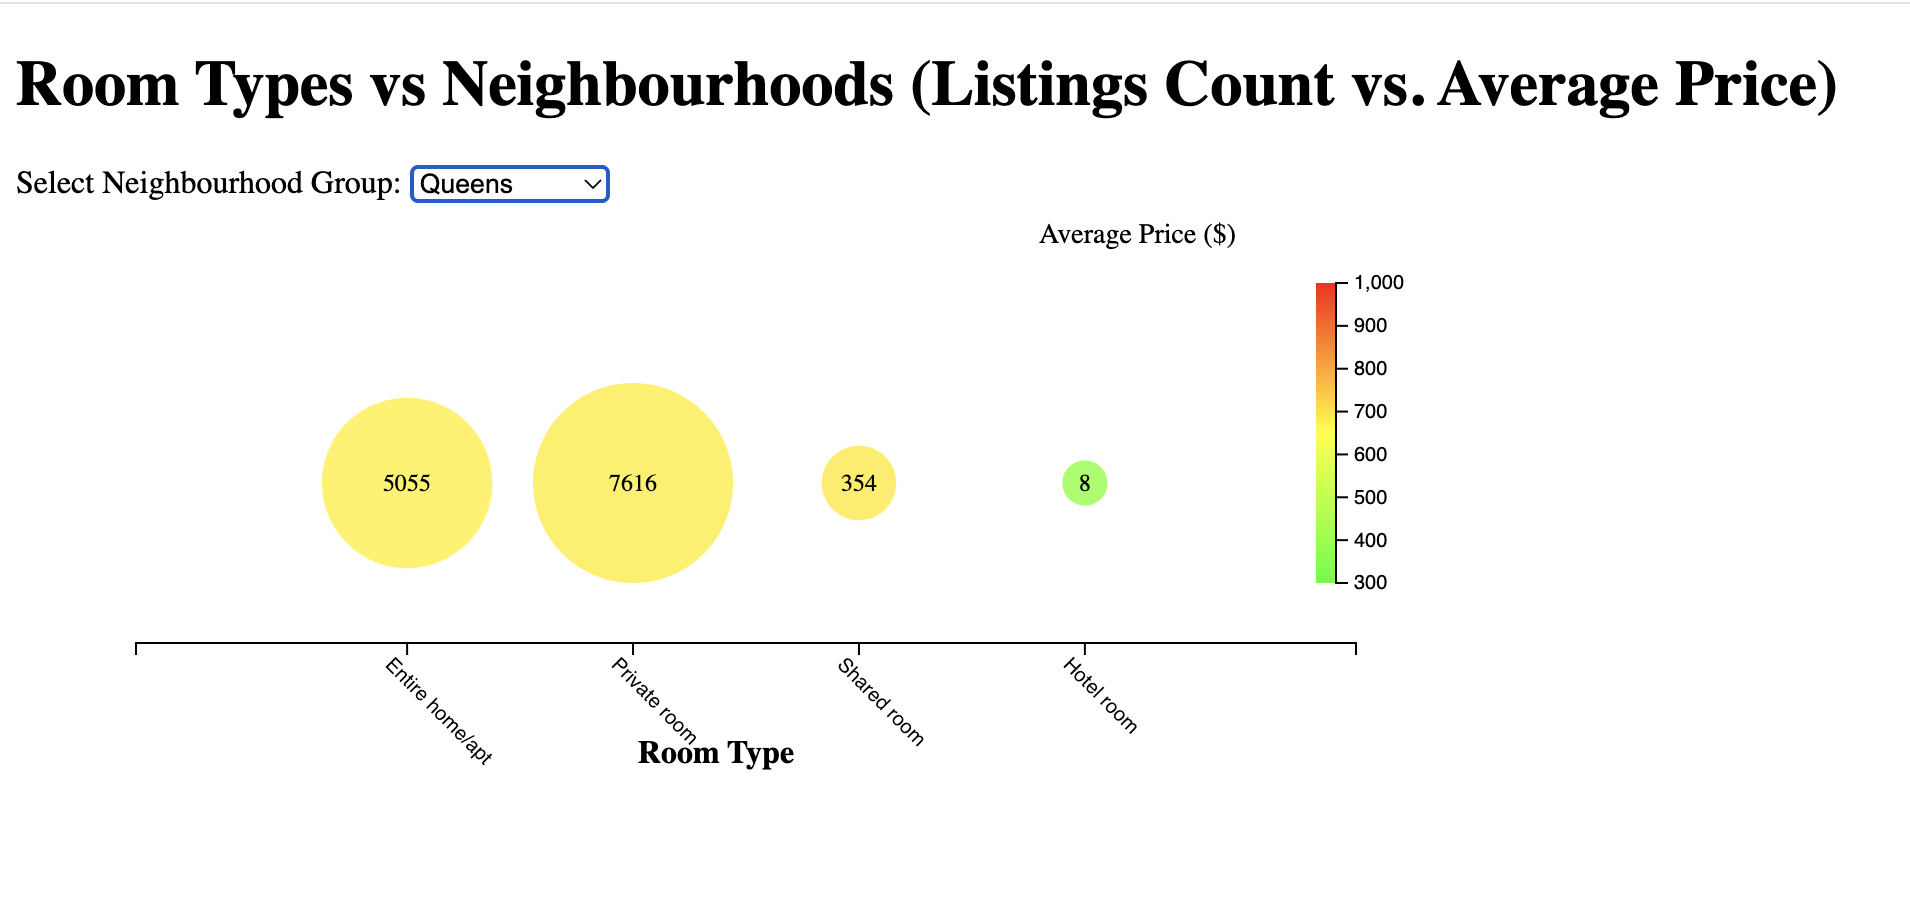 Room Types vs Neighbourhoods (Listings Count vs. Average Price)
Select Neighbourhood Group: Queens
Average Price ($)
1,000
900
800
700
600
500
400
300
5055
7616
354
8
Entire home/apt
Private room
Shared room
Hotel room
Room Type